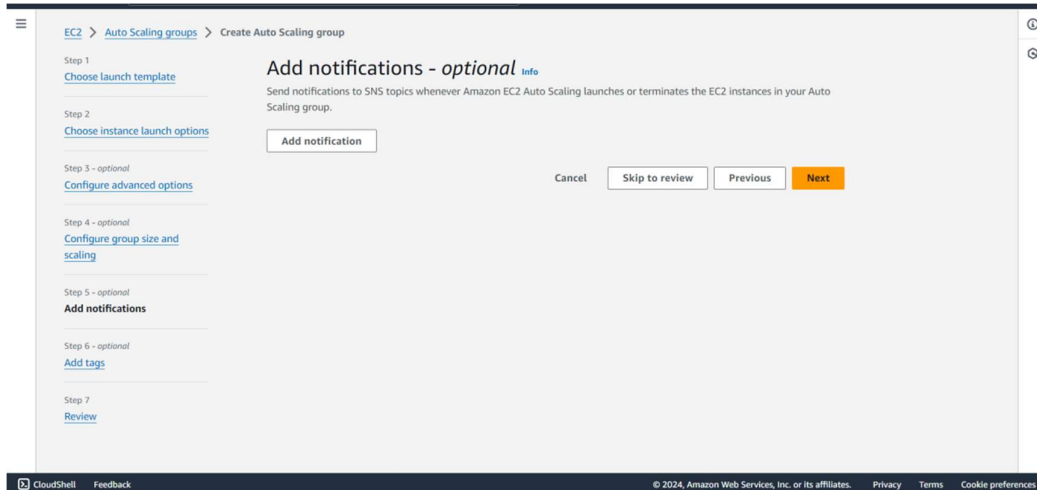 EC2 > Auto Scaling groups > Create Auto Scaling group
Step 1
Choose launch template
Step 2
Choose instance launch options
Step 3 - optional
Configure advanced options
Step 4 - optional
Configure group size and
scaling
Step 5 - optional
Add notifications
Step 6 - optional
Add tags
Step 7
Review
Add notifications - optional Info
Send notifications to SNS topics whenever Amazon EC2 Auto Scaling launches or terminates the EC2 instances in your Auto
Scaling group.
Add notification
Cancel Skip to review Previous Next
CloudShell Feedback © 2024, Amazon Web Services, Inc. or its affiliates. Privacy Terms Cookie preferences